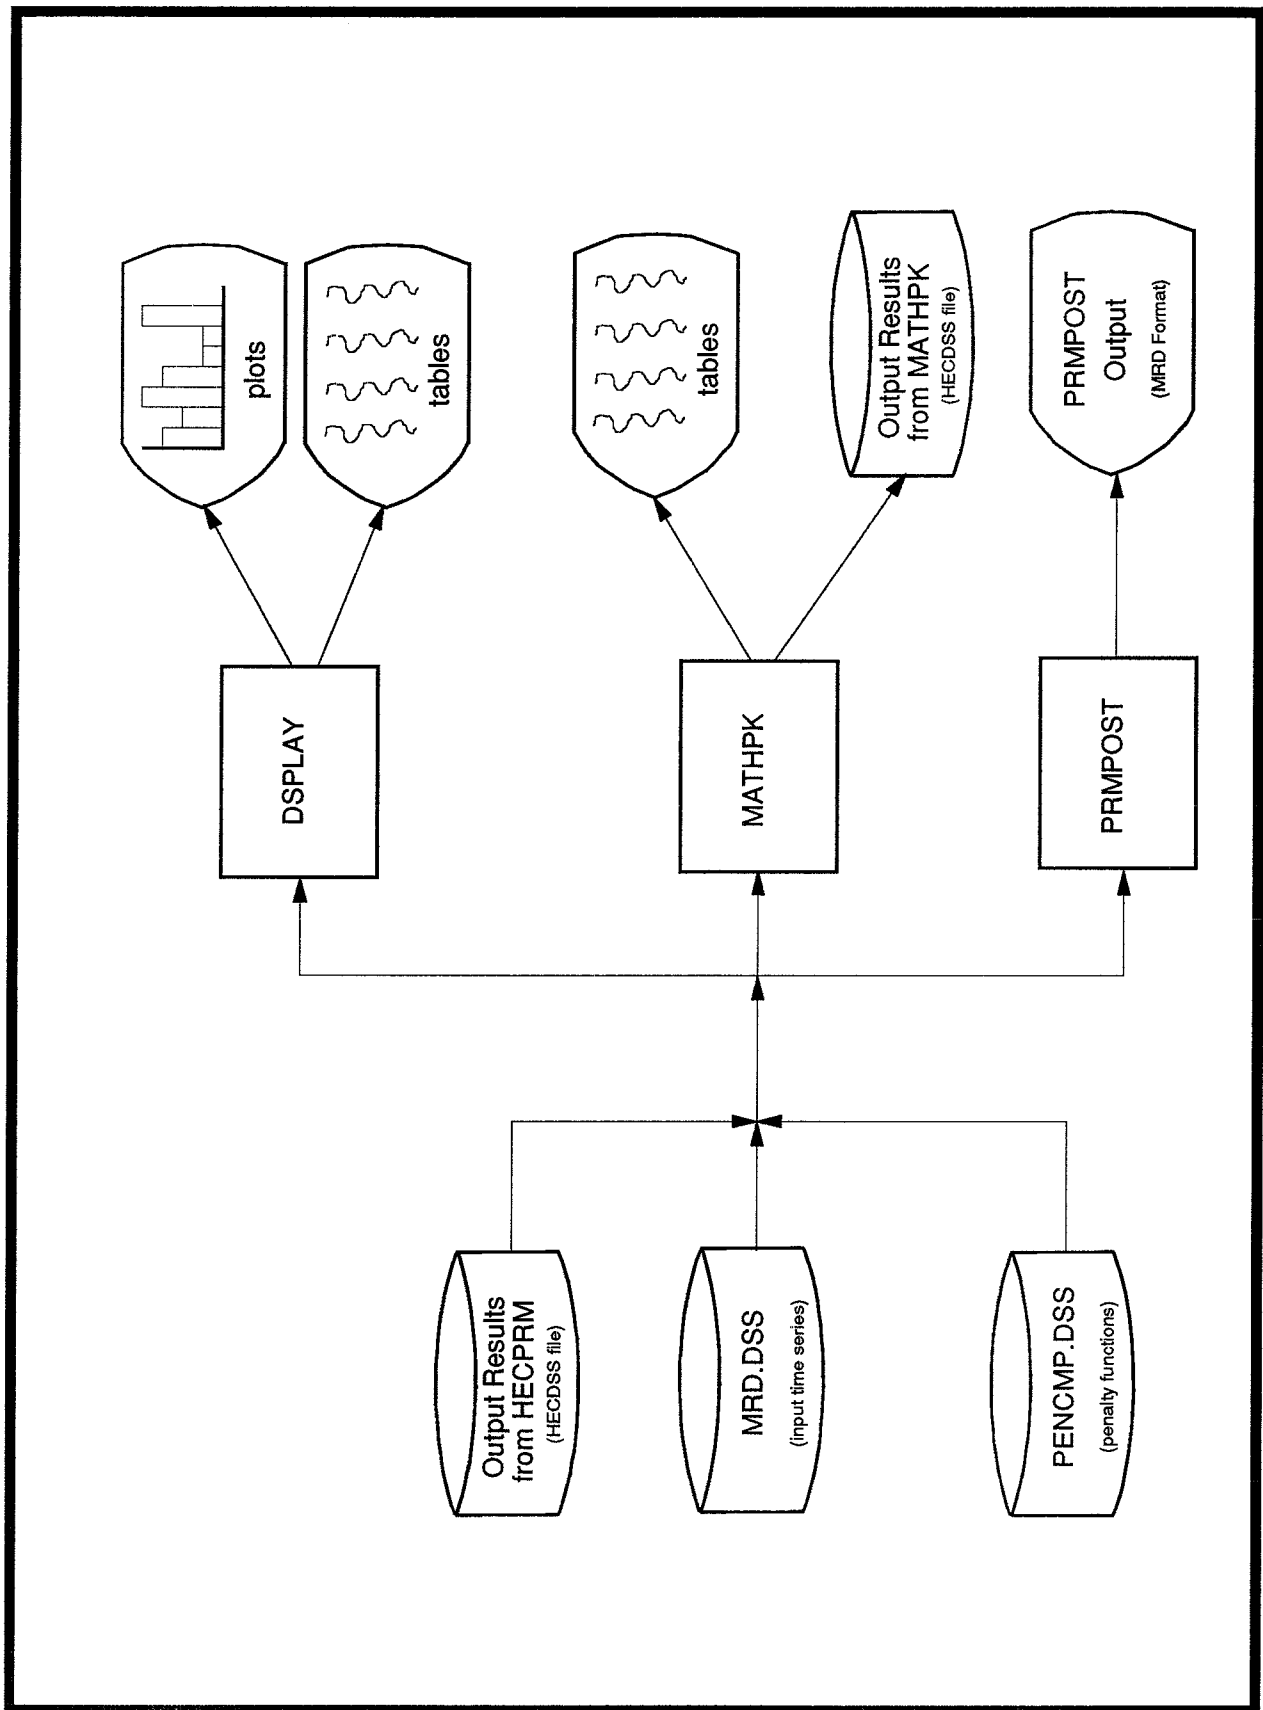 Output Results
from HECPRM
(HECDSS file)
MRD.DSS
(input time series)
PENCMP.DSS
(penalty functions)
DSPLAY
MATHPK
PRMPOST
plots
tables
tables
Output Results
from MATHPK
(HECDSS file)
PRMPOST
Output
(MRD Format)